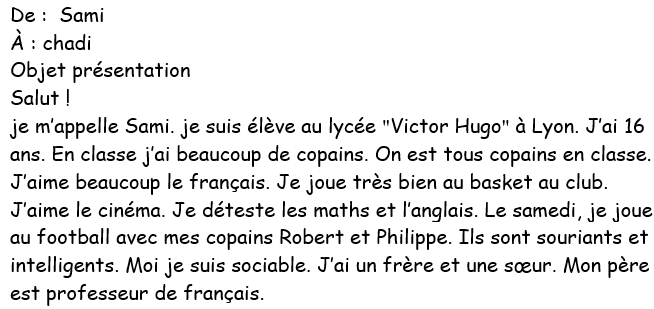 De :  Sami
À : chadi
Objet présentation
Salut !
je m’appelle Sami. je suis élève au lycée "Victor Hugo" à Lyon. J’ai 16
ans. En classe j’ai beaucoup de copains. On est tous copains en classe.
J’aime beaucoup le français. Je joue très bien au basket au club.
J’aime le cinéma. Je déteste les maths et l’anglais. Le samedi, je joue
au football avec mes copains Robert et Philippe. Ils sont souriants et
intelligents. Moi je suis sociable. J’ai un frère et une sœur. Mon père
est professeur de français.